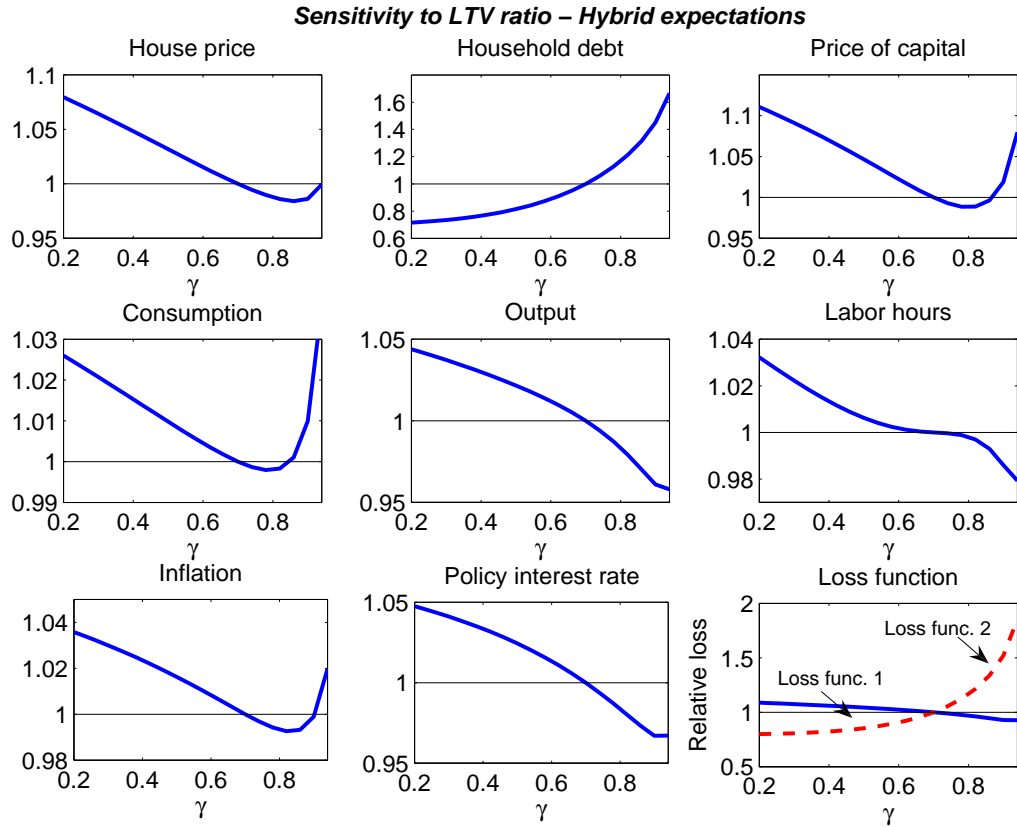 Sensitivity to LTV ratio – Hybrid expectations
House price
1.1
1.05
1
0.95
0.2 0.4 0.6 0.8
γ
Household debt
1.6
1.4
1.2
1
0.8
0.6
0.2 0.4 0.6 0.8
γ
Price of capital
1.1
1.05
1
0.95
0.2 0.4 0.6 0.8
γ
Consumption
1.03
1.02
1.01
1
0.99
0.2 0.4 0.6 0.8
γ
Output
1.05
1
0.95
0.2 0.4 0.6 0.8
γ
Labor hours
1.04
1.02
1
0.98
0.2 0.4 0.6 0.8
γ
Inflation
1.04
1.02
1
0.98
0.2 0.4 0.6 0.8
γ
Policy interest rate
1.05
1
0.95
0.2 0.4 0.6 0.8
γ
Loss function
Relative loss
2
1.5
1
0.5
Loss func. 2
Loss func. 1
0.2 0.4 0.6 0.8
γ